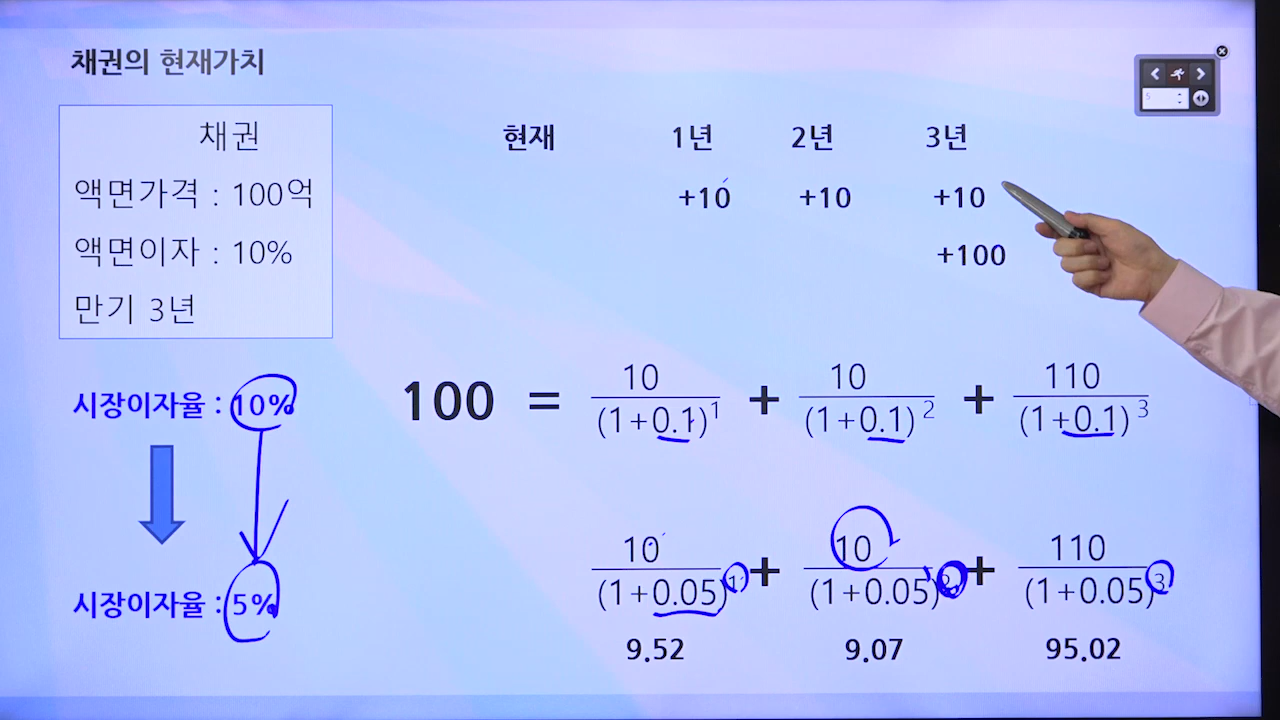 채권의 현재가치
채권
액면가격 : 100억
액면이자 : 10%
만기 3년
현재 1년 2년 3년
+10 +10 +10
+100
시장이자율 : 10%
100 = 10/(1+0.1)^1 + 10/(1+0.1)^2 + 110/(1+0.1)^3
시장이자율 : 5%
10/(1+0.05)^1 + 10/(1+0.05)^2 + 110/(1+0.05)^3
9.52 9.07 95.02
5